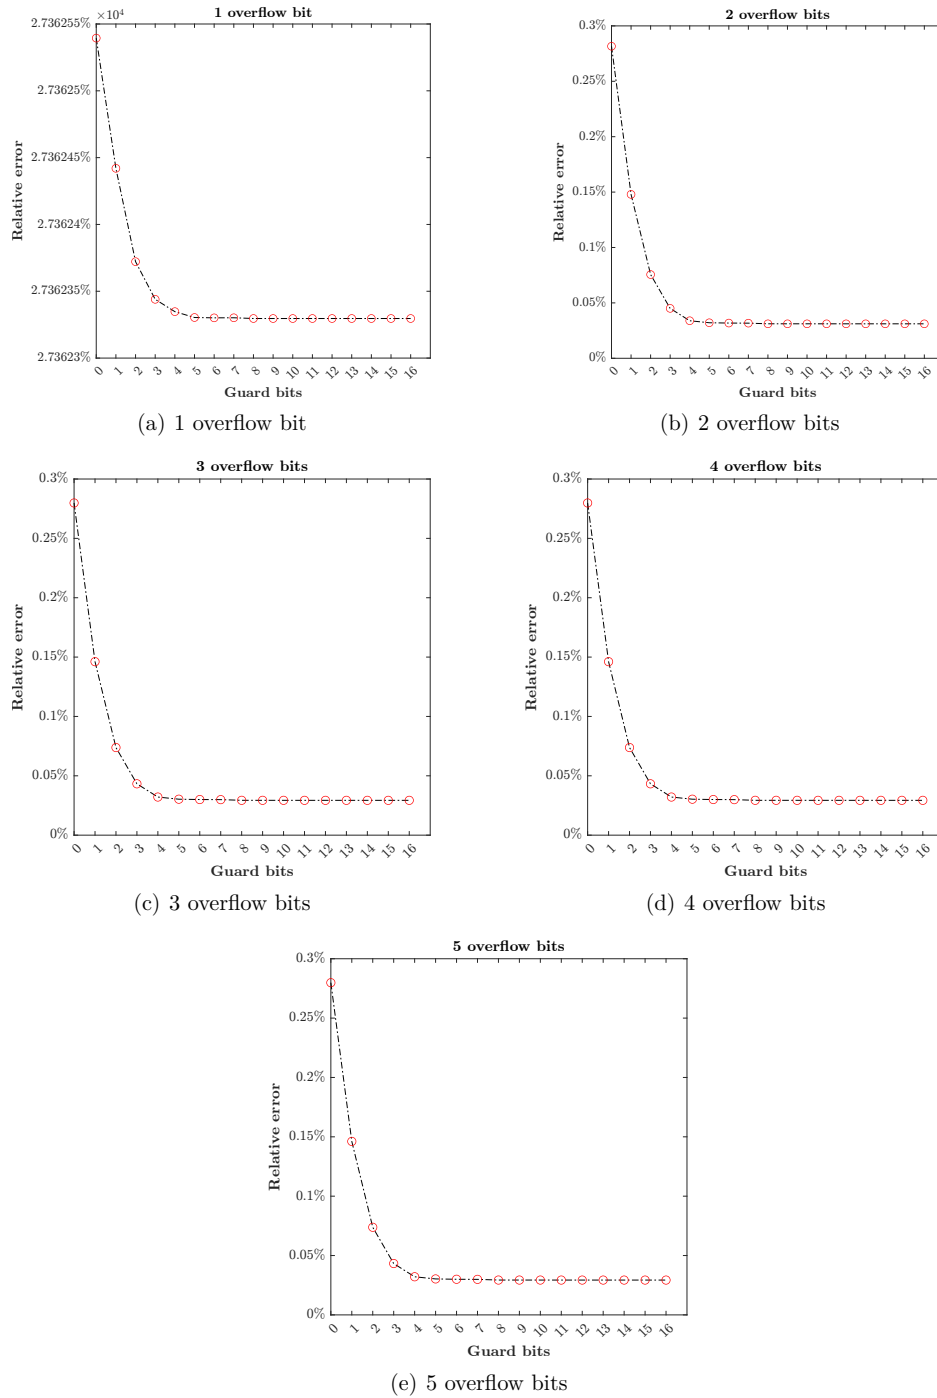 1 overflow bit
×10⁴
2.736255%
2.73625%
2.736245%
2.73624%
2.736235%
2.73623%
Relative error
0 1 2 3 4 5 6 7 8 9 10 11 12 13 14 15 16
Guard bits
(a) 1 overflow bit
2 overflow bits
0.3%
0.25%
0.2%
0.15%
0.1%
0.05%
0%
Relative error
0 1 2 3 4 5 6 7 8 9 10 11 12 13 14 15 16
Guard bits
(b) 2 overflow bits
3 overflow bits
0.3%
0.25%
0.2%
0.15%
0.1%
0.05%
0%
Relative error
0 1 2 3 4 5 6 7 8 9 10 11 12 13 14 15 16
Guard bits
(c) 3 overflow bits
4 overflow bits
0.3%
0.25%
0.2%
0.15%
0.1%
0.05%
0%
Relative error
0 1 2 3 4 5 6 7 8 9 10 11 12 13 14 15 16
Guard bits
(d) 4 overflow bits
5 overflow bits
0.3%
0.25%
0.2%
0.15%
0.1%
0.05%
0%
Relative error
0 1 2 3 4 5 6 7 8 9 10 11 12 13 14 15 16
Guard bits
(e) 5 overflow bits